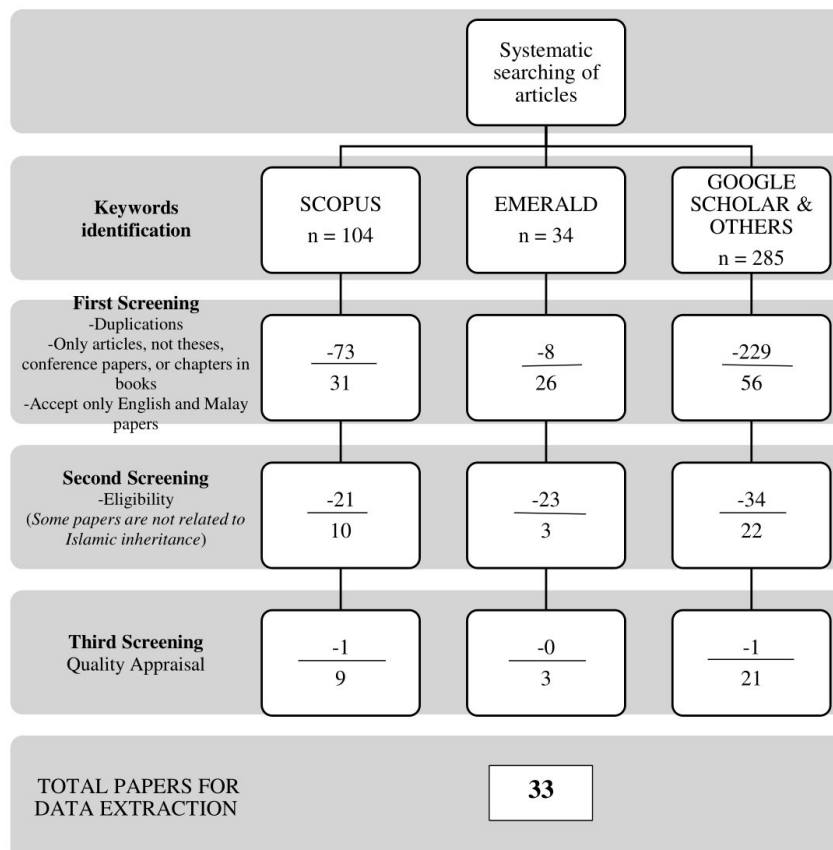 Systematic
searching of
articles
Keywords
identification
SCOPUS
n = 104
EMERALD
n = 34
GOOGLE
SCHOLAR &
OTHERS
n = 285
First Screening
-Duplications
-Only articles, not theses,
conference papers, or chapters in
books
-Accept only English and Malay
papers
-73
31
-8
26
-229
56
Second Screening
-Eligibility
(Some papers are not related to
Islamic inheritance)
-21
10
-23
3
-34
22
Third Screening
Quality Appraisal
-1
9
-0
3
-1
21
TOTAL PAPERS FOR
DATA EXTRACTION
33